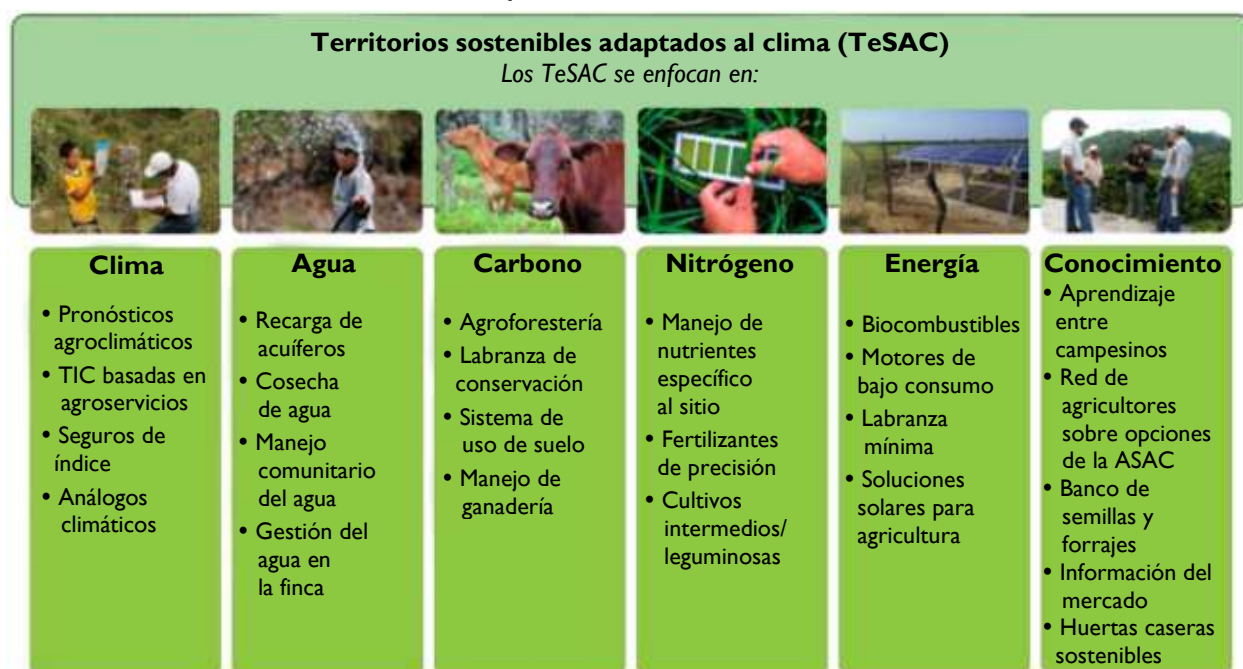 Territorios sostenibles adaptados al clima (TeSAC)
Los TeSAC se enfocan en:
Clima
• Pronósticos
agroclimáticos
• TIC basadas en
agroservicios
• Seguros de
índice
• Análogos
climáticos
Agua
• Recarga de
acuíferos
• Cosecha
de agua
• Manejo
comunitario
del agua
• Gestión del
agua en
la finca
Carbono
• Agroforestería
• Labranza de
conservación
• Sistema de
uso de suelo
• Manejo de
ganadería
Nitrógeno
• Manejo de
nutrientes
específico
al sitio
• Fertilizantes
de precisión
• Cultivos
intermedios/
leguminosas
Energía
• Biocombustibles
• Motores de
bajo consumo
• Labranza
mínima
• Soluciones
solares para
agricultura
Conocimiento
• Aprendizaje
entre
campesinos
• Red de
agricultores
sobre opciones
de la ASAC
• Banco de
semillas y
forrajes
• Información del
mercado
• Huertas caseras
sostenibles